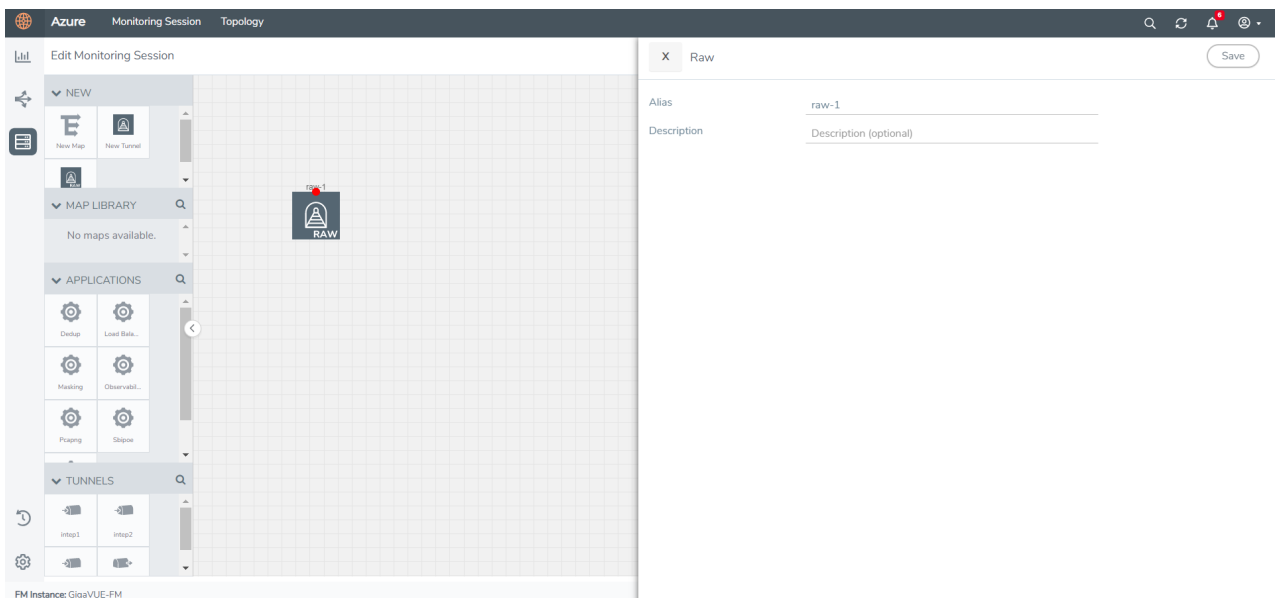 Azure Monitoring Session Topology 6
Edit Monitoring Session
X Raw Save
NEW
New Map New Tunnel
RAW
MAP LIBRARY
No maps available.
APPLICATIONS
Dedup Load Bala...
Masking Observabil...
Pcapng Sbipoe
TUNNELS
intep1 intep2
raw-1
RAW
Alias raw-1
Description Description (optional)
FM Instance: GigaVUE-FM